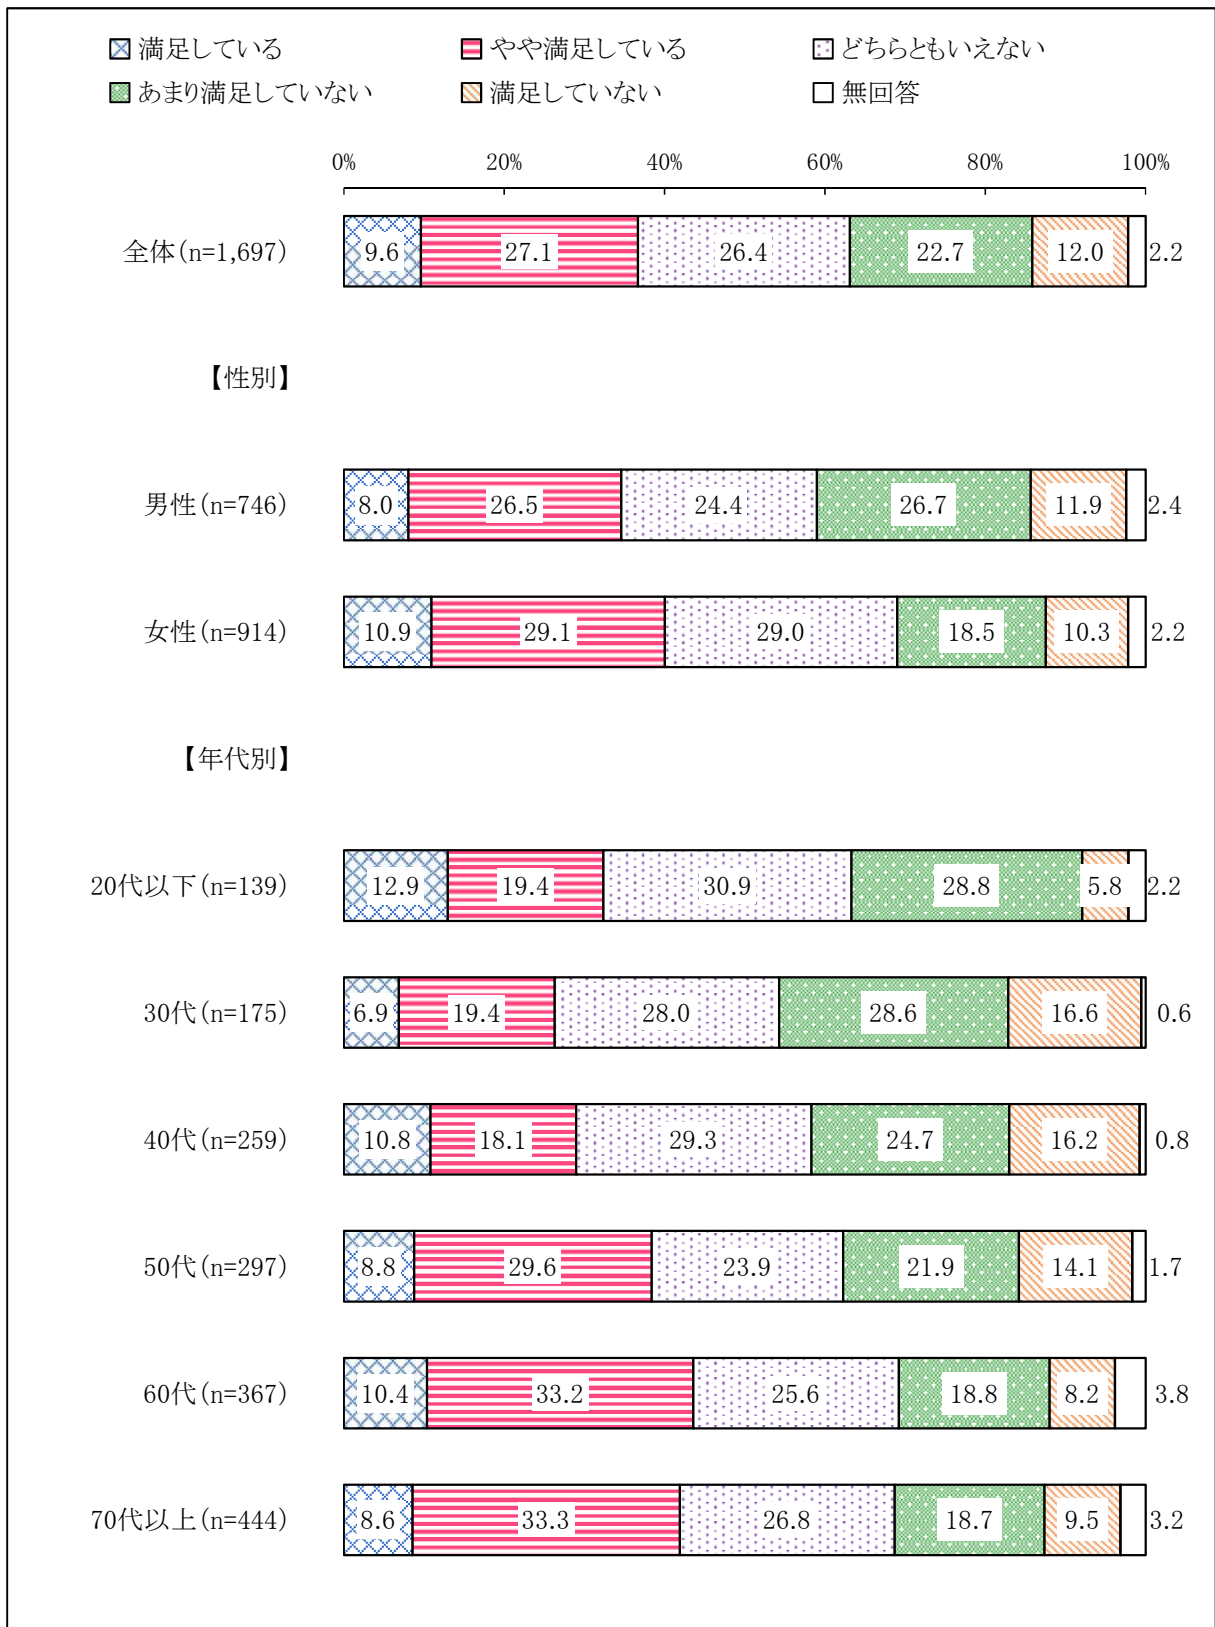 満足している やや満足している どちらともいえない
あまり満足していない 満足していない 無回答
0% 20% 40% 60% 80% 100%
全体(n=1,697) 9.6 27.1 26.4 22.7 12.0 2.2
【性別】
男性(n=746) 8.0 26.5 24.4 26.7 11.9 2.4
女性(n=914) 10.9 29.1 29.0 18.5 10.3 2.2
【年代別】
20代以下(n=139) 12.9 19.4 30.9 28.8 5.8 2.2
30代(n=175) 6.9 19.4 28.0 28.6 16.6 0.6
40代(n=259) 10.8 18.1 29.3 24.7 16.2 0.8
50代(n=297) 8.8 29.6 23.9 21.9 14.1 1.7
60代(n=367) 10.4 33.2 25.6 18.8 8.2 3.8
70代以上(n=444) 8.6 33.3 26.8 18.7 9.5 3.2